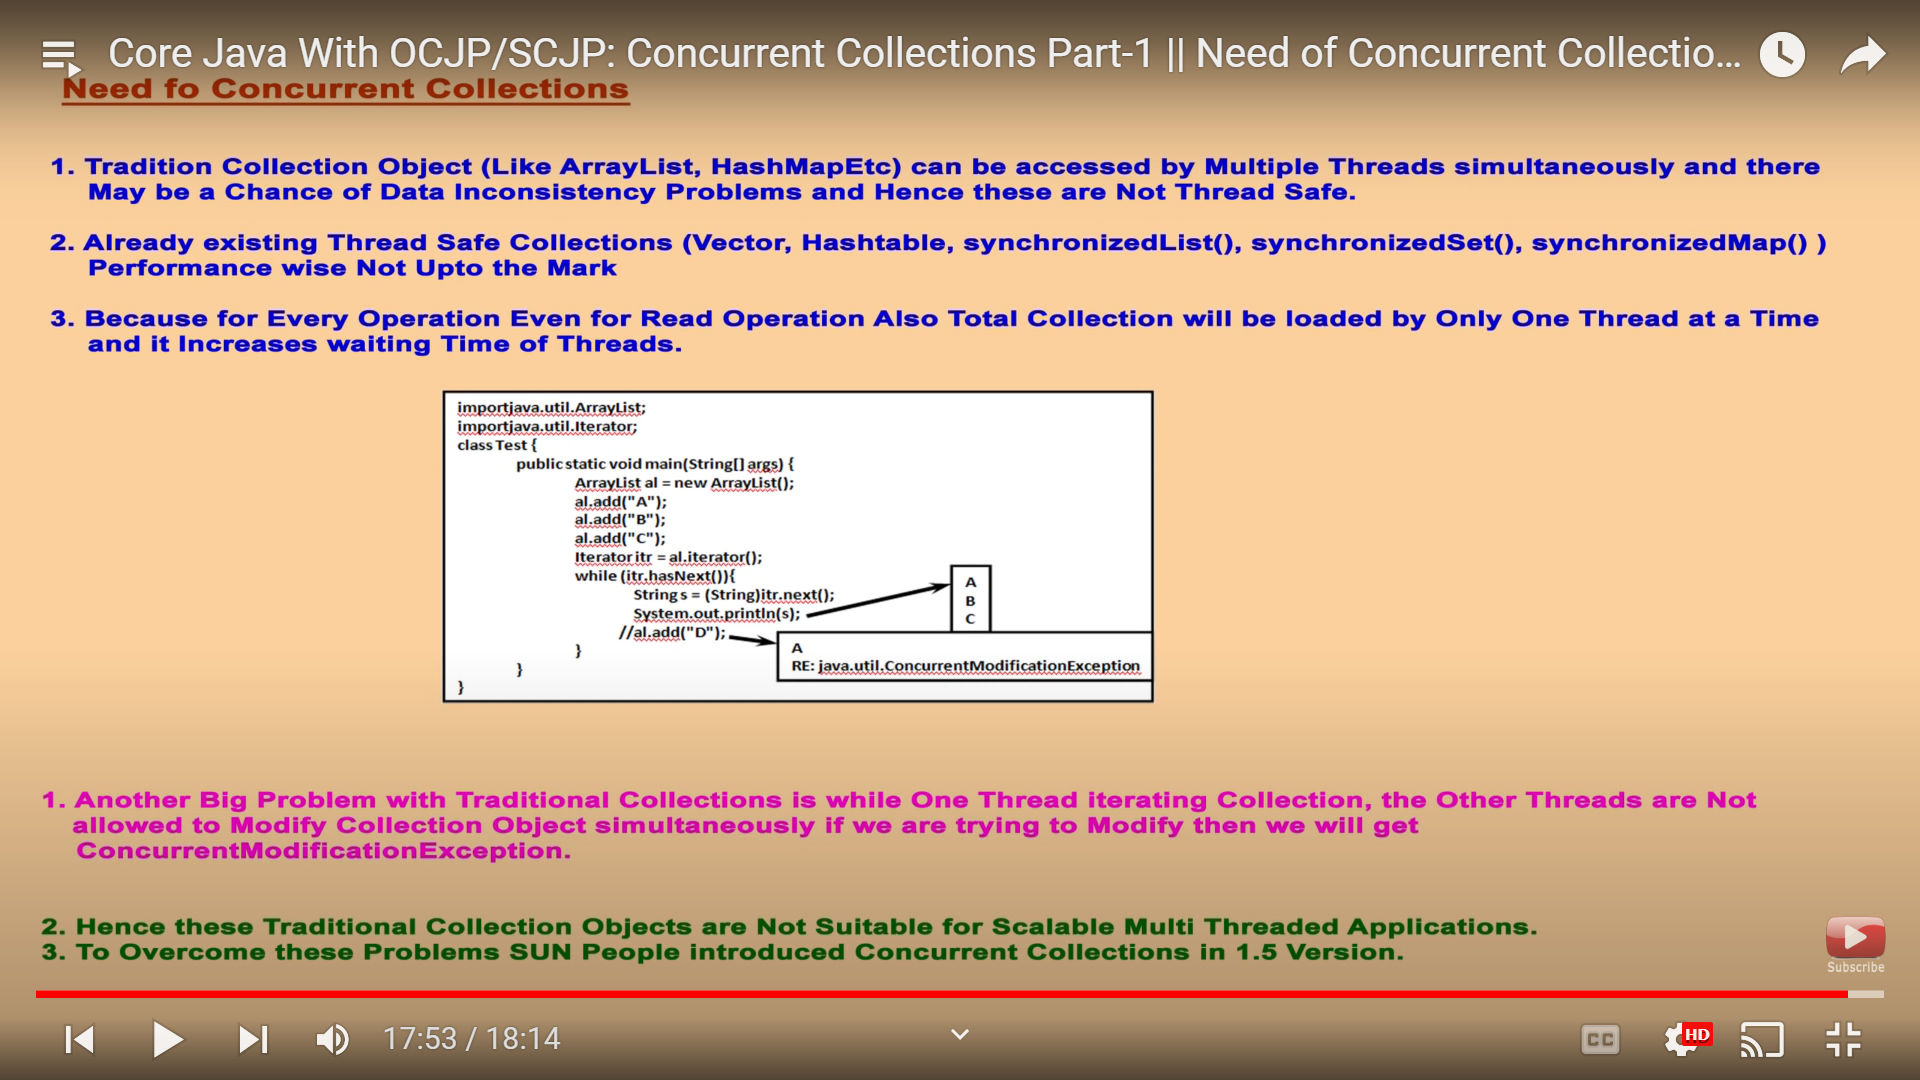 Core Java With OCJP/SCJP: Concurrent Collections Part-1 || Need of Concurrent Collectio...
Need fo Concurrent Collections
1. Tradition Collection Object (Like ArrayList, HashMapEtc) can be accessed by Multiple Threads simultaneously and there
May be a Chance of Data Inconsistency Problems and Hence these are Not Thread Safe.
2. Already existing Thread Safe Collections (Vector, Hashtable, synchronizedList(), synchronizedSet(), synchronizedMap() )
Performance wise Not Upto the Mark
3. Because for Every Operation Even for Read Operation Also Total Collection will be loaded by Only One Thread at a Time
and it Increases waiting Time of Threads.
importjava.util.ArrayList;
importjava.util.Iterator;
class Test {
public static void main(String[] args) {
ArrayList al = new ArrayList();
al.add("A");
al.add("B");
al.add("C");
Iterator itr = al.iterator();
while (itr.hasNext()){
String s = (String)itr.next();
System.out.println(s);
//al.add("D");
}
}
}
A
B
C
A
RE: java.util.ConcurrentModificationException
1. Another Big Problem with Traditional Collections is while One Thread iterating Collection, the Other Threads are Not
allowed to Modify Collection Object simultaneously if we are trying to Modify then we will get
ConcurrentModificationException.
2. Hence these Traditional Collection Objects are Not Suitable for Scalable Multi Threaded Applications.
3. To Overcome these Problems SUN People introduced Concurrent Collections in 1.5 Version.
Subscribe
17:53 / 18:14
CC
HD